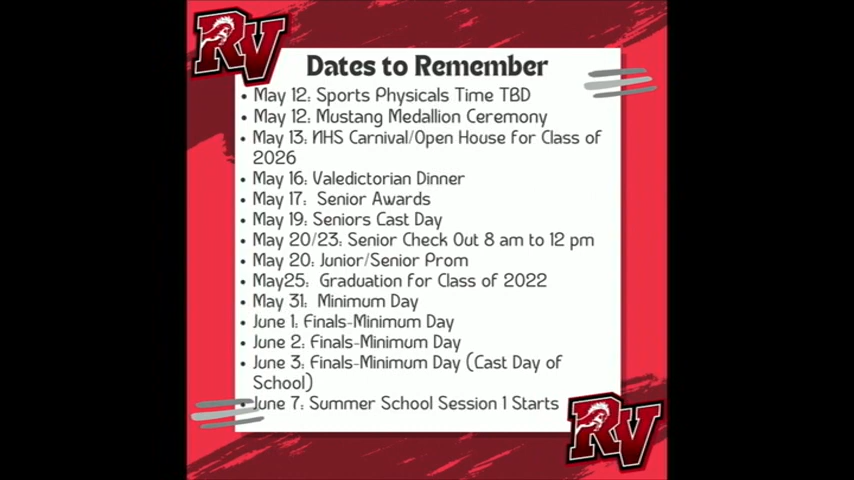 RV
Dates to Remember
• May 12: Sports Physicals Time TBD
• May 12: Mustang Medallion Ceremony
• May 13: NHS Carnival/Open House for Class of
2026
• May 16: Valedictorian Dinner
• May 17: Senior Awards
• May 19: Seniors Cast Day
• May 20/23: Senior Check Out 8 am to 12 pm
• May 20: Junior/Senior Prom
• May25: Graduation for Class of 2022
• May 31: Minimum Day
• June 1: Finals-Minimum Day
• June 2: Finals-Minimum Day
• June 3: Finals-Minimum Day (Cast Day of
School)
• June 7: Summer School Session 1 Starts
RV